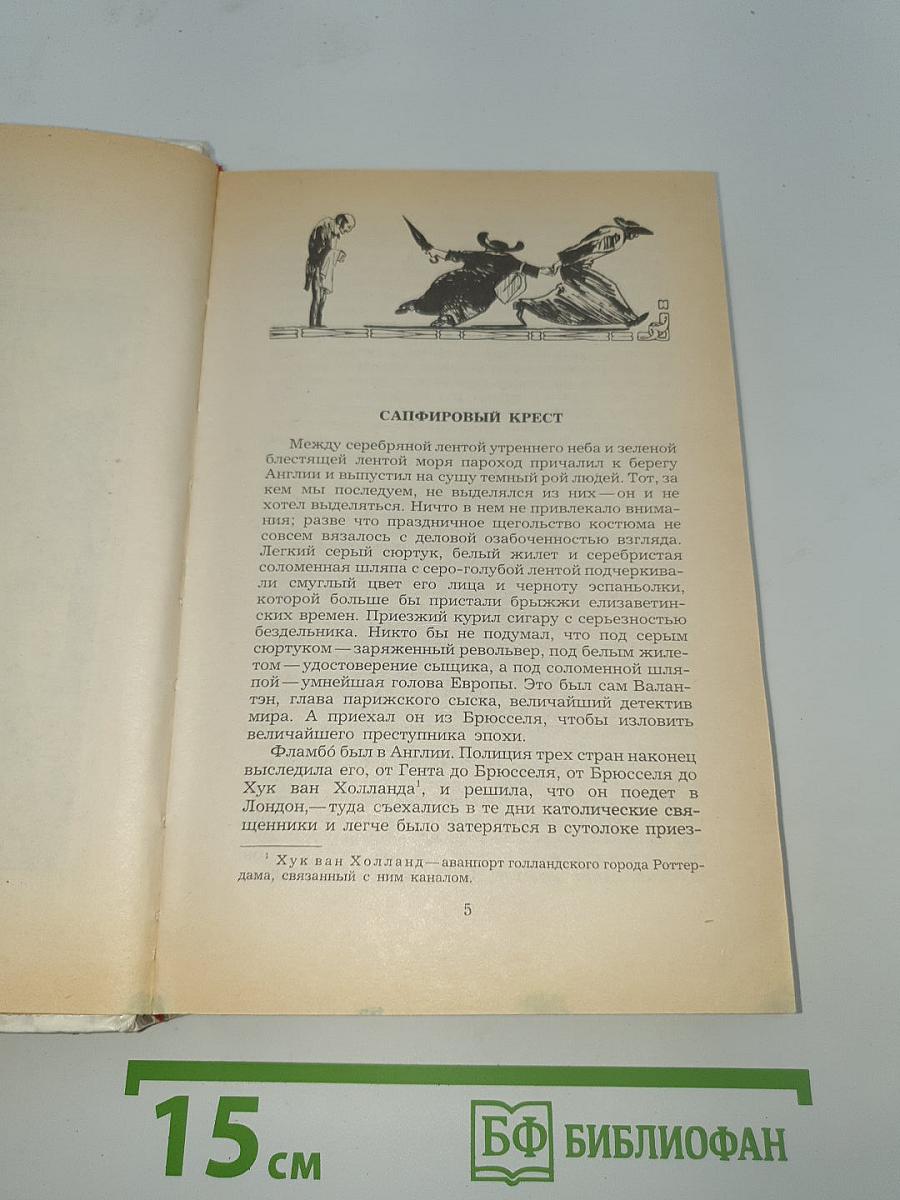 САПФИРОВЫЙ КРЕСТ
Между серебряной лентой утреннего неба и зеленой
блестящей лентой моря пароход причалил к берегу
Англии и выпустил на сушу темный рой людей. Тот, за
кем мы последуем, не выделялся из них—он и не
хотел выделяться. Ничто в нем не привлекало внима-
ния; разве что праздничное щегольство костюма не
совсем вязалось с деловой озабоченностью взгляда.
Легкий серый сюртук, белый жилет и серебристая
соломенная шляпа с серо-голубой лентой подчеркива-
ли смуглый цвет его лица и черноту эспаньолки,
которой больше бы пристали брыжжи елизаветин-
ских времен. Приезжий курил сигару с серьезностью
бездельника. Никто бы не подумал, что под серым
сюртуком—заряженный револьвер, под белым жиле-
том—удостоверение сыщика, а под соломенной шля-
пой—умнейшая голова Европы. Это был сам Валан-
тэн, глава парижского сыска, величайший детектив
мира. А приехал он из Брюсселя, чтобы изловить
величайшего преступника эпохи.
Фламбо́ был в Англии. Полиция трех стран наконец
выследила его, от Гента до Брюсселя, от Брюсселя до
Хук ван Холланда¹, и решила, что он поедет в
Лондон,—туда съехались в те дни католические свя-
щенники и легче было затеряться в сутолоке приез-
¹ Хук ван Холланд—аванпорт голландского города Роттер-
дама, связанный с ним каналом.
5
15 см
БФ БИБЛИОФАН